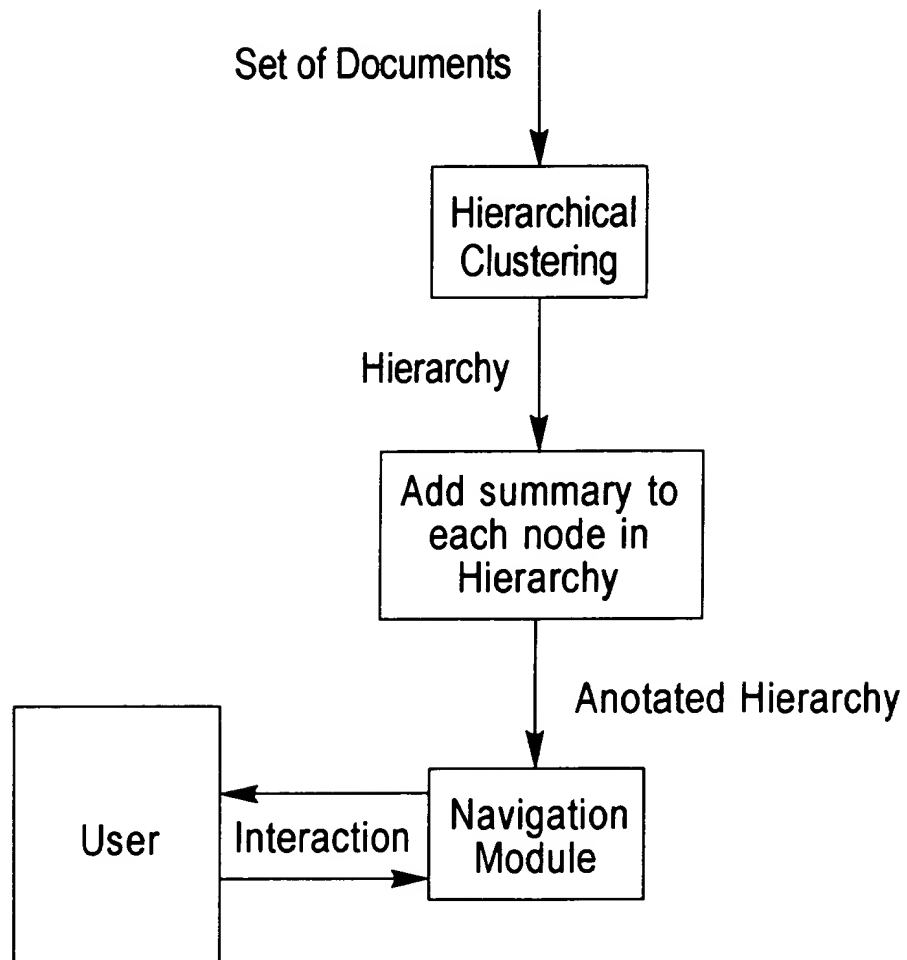 Set of Documents
Hierarchical
Clustering
Hierarchy
Add summary to
each node in
Hierarchy
Anotated Hierarchy
User
Interaction
Navigation
Module